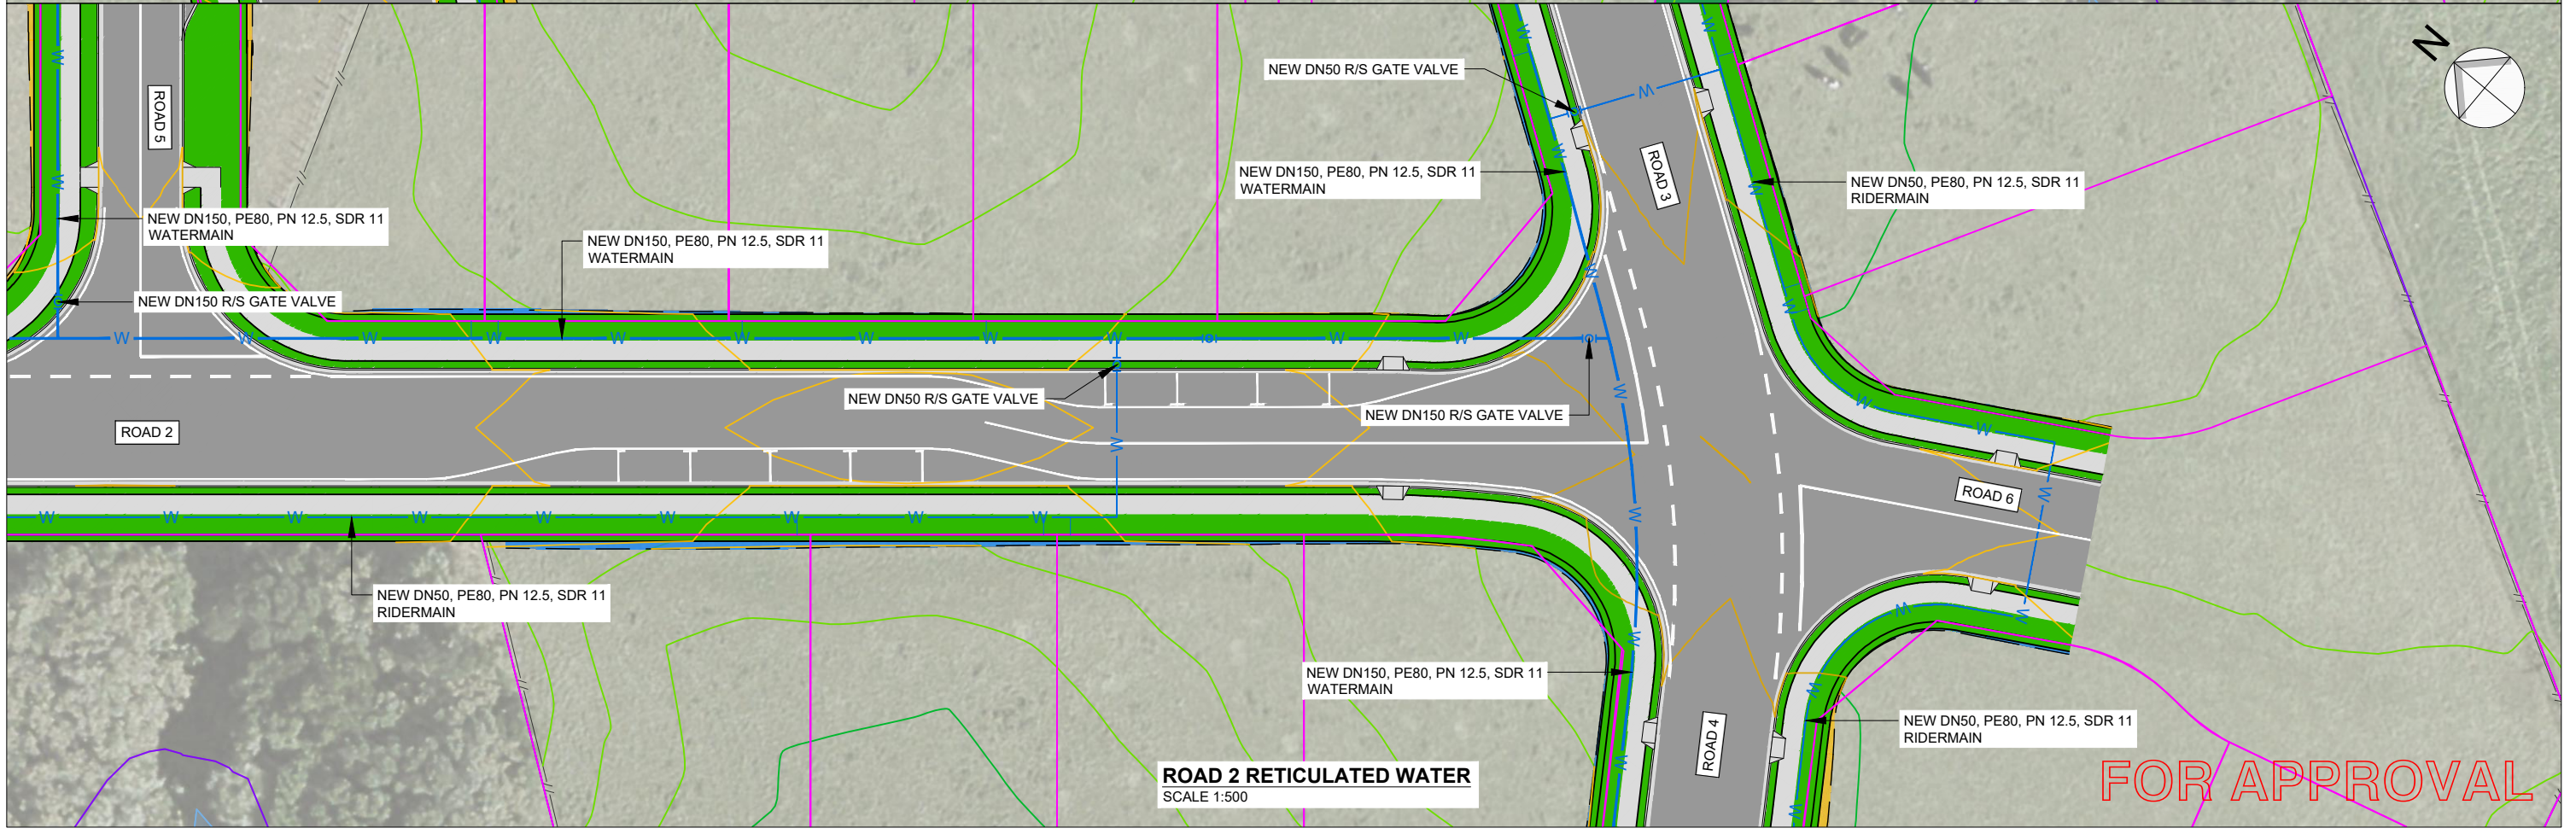 N
NEW DN50 R/S GATE VALVE
ROAD 5
ROAD 3
NEW DN150, PE80, PN 12.5, SDR 11
WATERMAIN
NEW DN50, PE80, PN 12.5, SDR 11
RIDERMAIN
NEW DN150, PE80, PN 12.5, SDR 11
WATERMAIN
NEW DN150, PE80, PN 12.5, SDR 11
WATERMAIN
NEW DN150 R/S GATE VALVE
W W W W W W W W W W W
NEW DN50 R/S GATE VALVE
NEW DN150 R/S GATE VALVE
ROAD 2
ROAD 6
W W W W W W W W W
NEW DN50, PE80, PN 12.5, SDR 11
RIDERMAIN
NEW DN150, PE80, PN 12.5, SDR 11
WATERMAIN
ROAD 4
NEW DN50, PE80, PN 12.5, SDR 11
RIDERMAIN
ROAD 2 RETICULATED WATER
SCALE 1:500
FOR APPROVAL